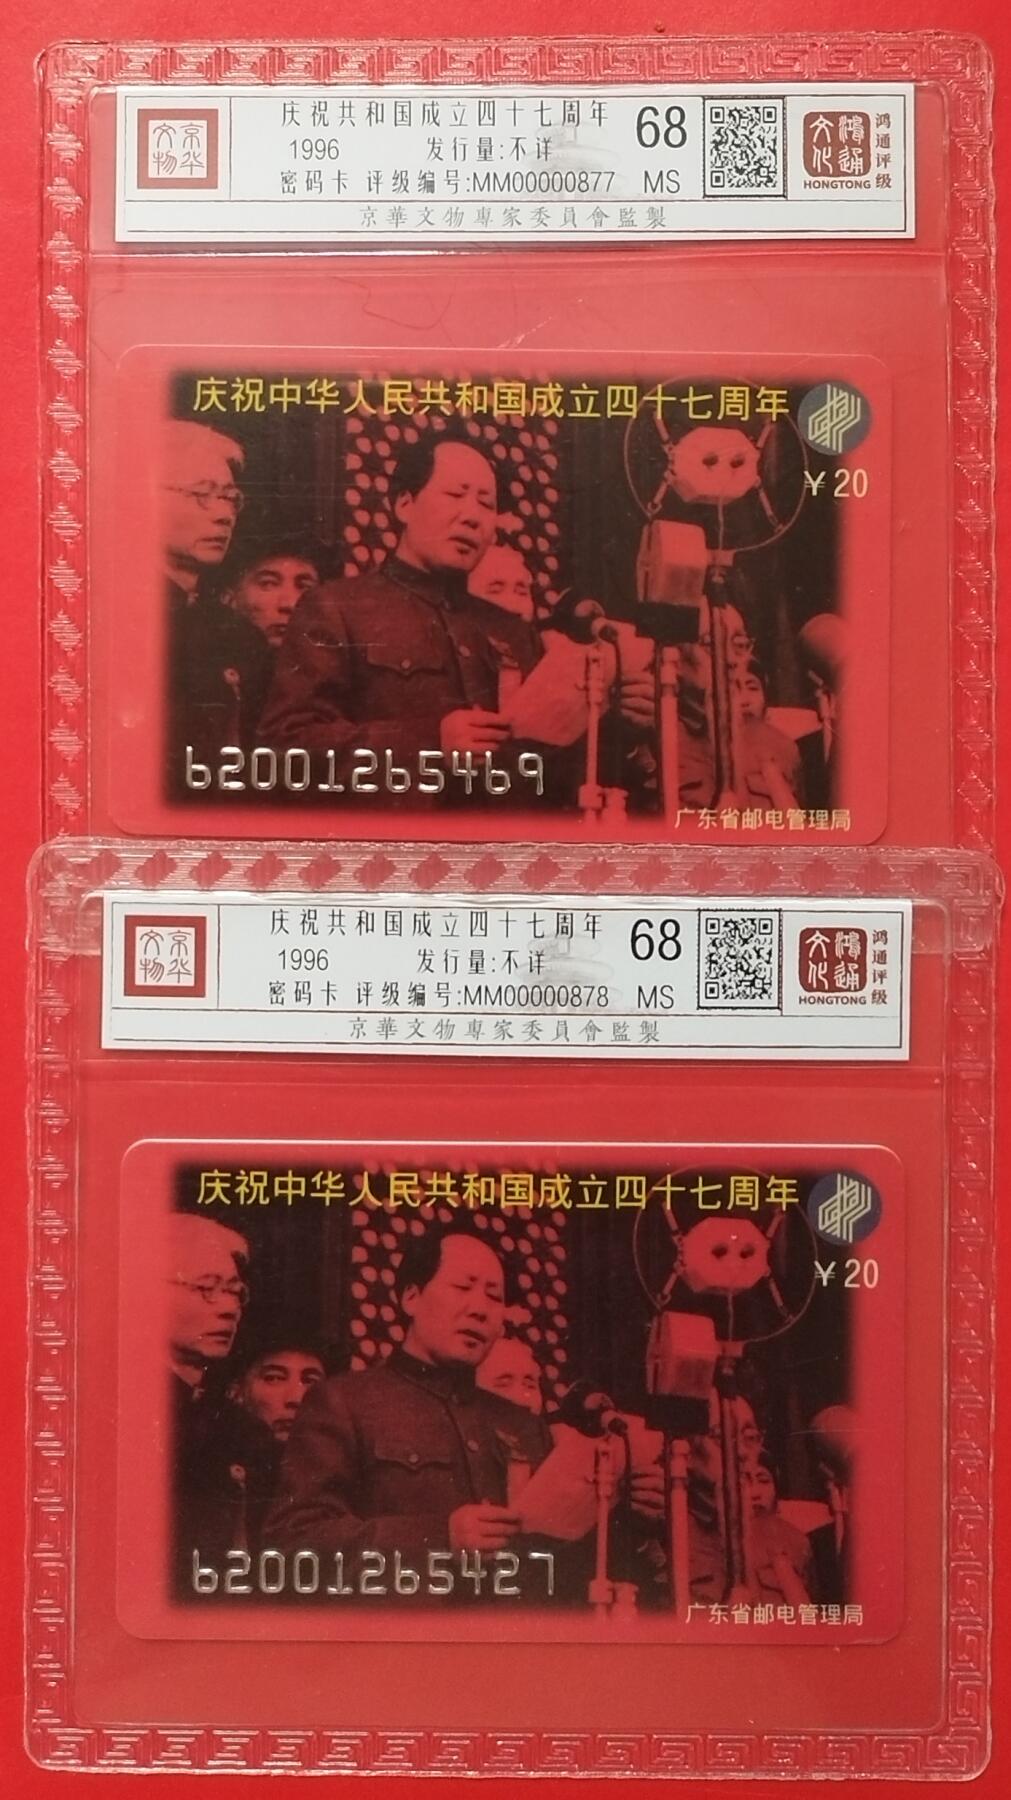 京华文物
庆祝共和国成立四十七周年
1996 发行量:不详
密码卡 评级编号:MM00000877
68
MS
鸿通文化
HONGTONG
鸿通评级
京華文物專家委員會監製
庆祝中华人民共和国成立四十七周年
¥20
62001265469
广东省邮电管理局
京华文物
庆祝共和国成立四十七周年
1996 发行量:不详
密码卡 评级编号:MM00000878
68
MS
鸿通文化
HONGTONG
鸿通评级
京華文物專家委員會監製
庆祝中华人民共和国成立四十七周年
¥20
62001265427
广东省邮电管理局